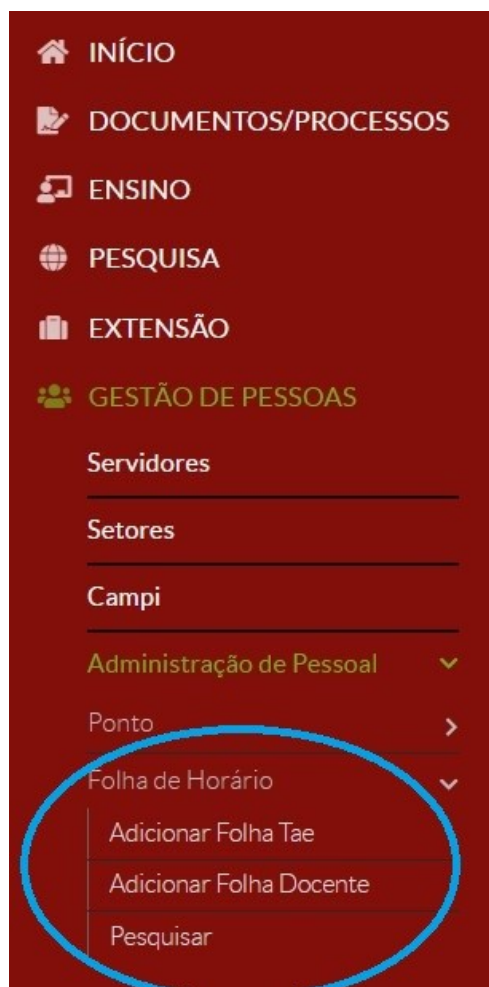 INÍCIO
DOCUMENTOS/PROCESSOS
ENSINO
PESQUISA
EXTENSÃO
GESTÃO DE PESSOAS
Servidores
Setores
Campi
Administração de Pessoal
Ponto
Folha de Horário
Adicionar Folha Tae
Adicionar Folha Docente
Pesquisar